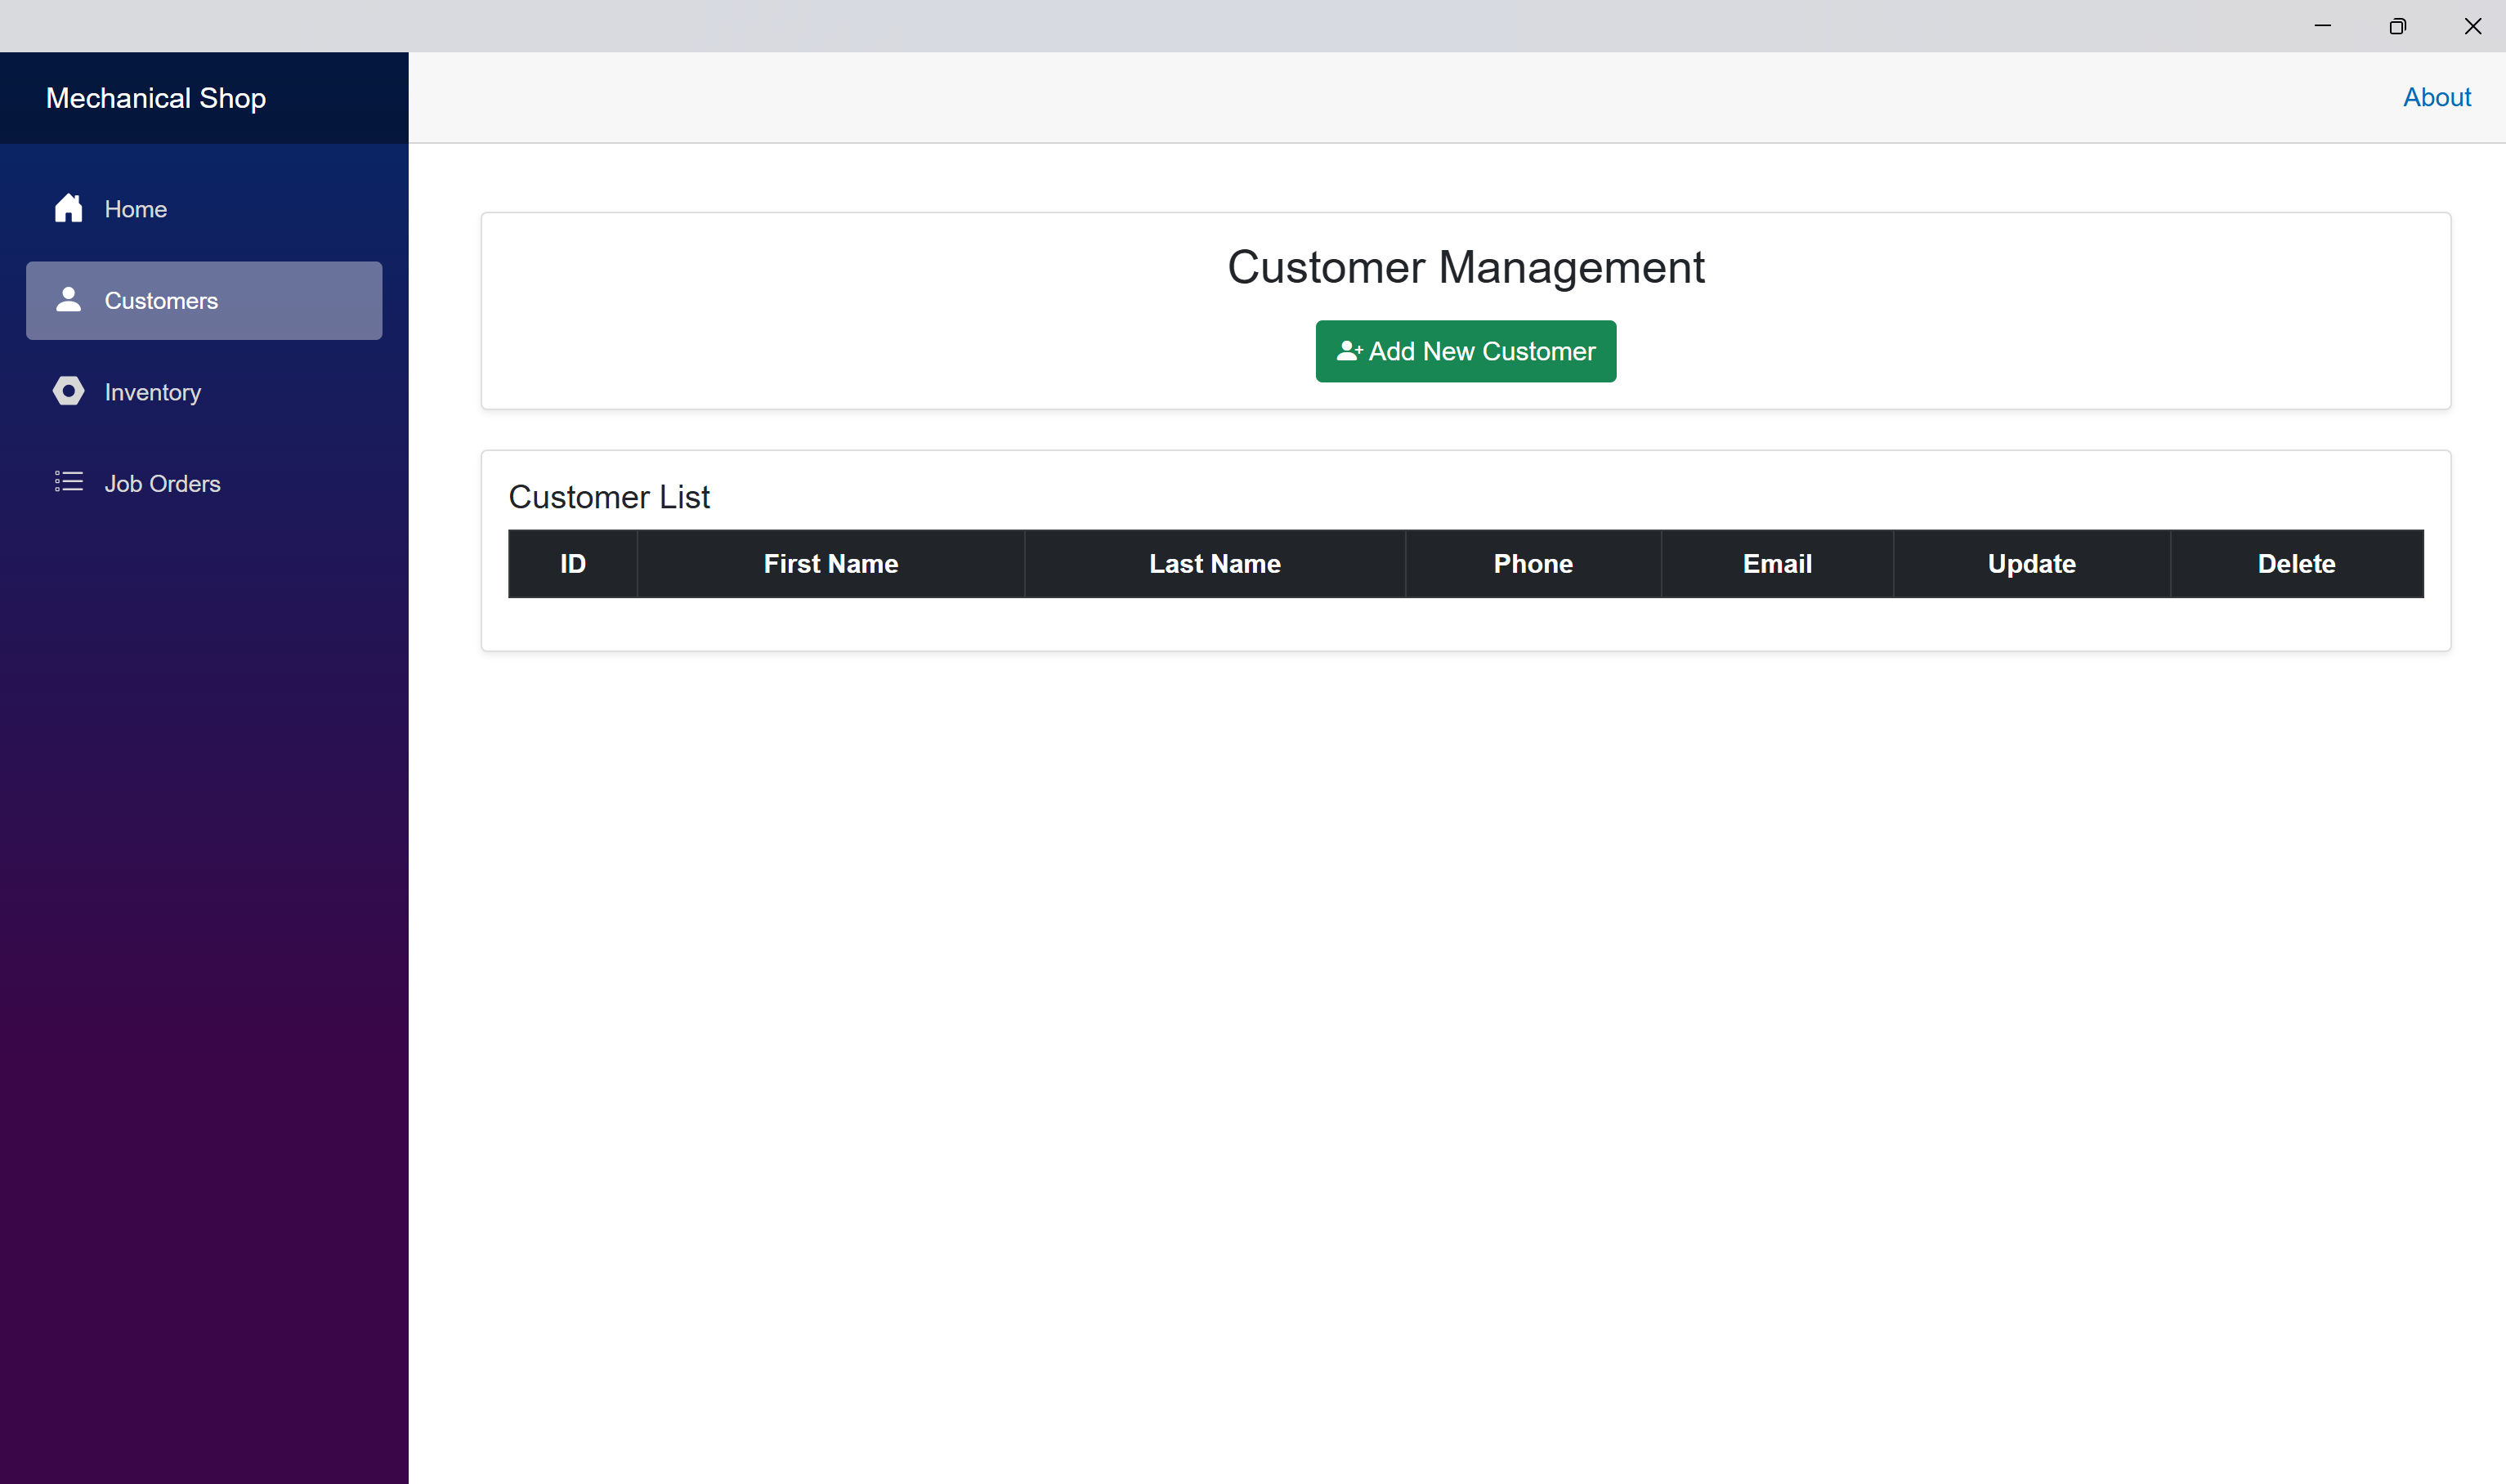 Mechanical Shop
About
Home
Customers
Inventory
Job Orders
Customer Management
Add New Customer
Customer List
ID First Name Last Name Phone Email Update Delete